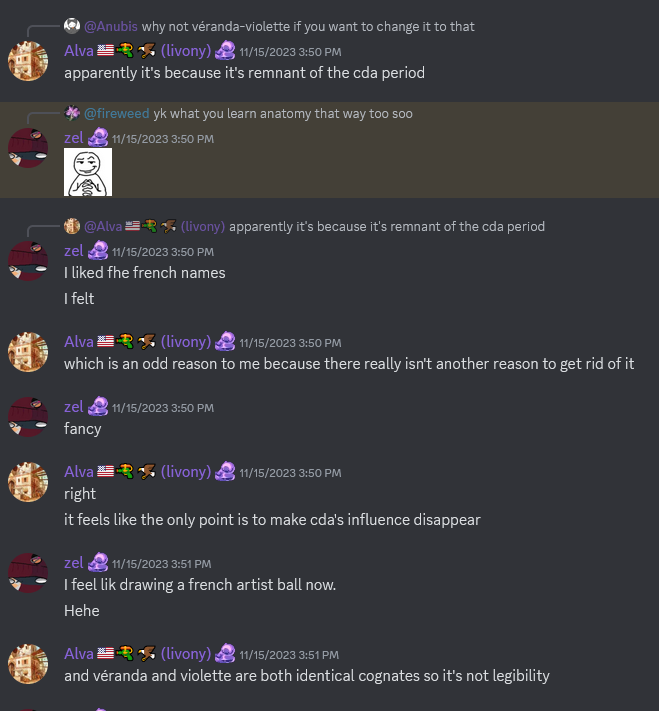 @Anubis why not véranda-violette if you want to change it to that
Alva (livony) 11/15/2023 3:50 PM
apparently it's because it's remnant of the cda period
@fireweed yk what you learn anatomy that way too soo
zel 11/15/2023 3:50 PM
@Alva (livony) apparently it's because it's remnant of the cda period
zel 11/15/2023 3:50 PM
I liked fhe french names
I felt
Alva (livony) 11/15/2023 3:50 PM
which is an odd reason to me because there really isn't another reason to get rid of it
zel 11/15/2023 3:50 PM
fancy
Alva (livony) 11/15/2023 3:50 PM
right
it feels like the only point is to make cda's influence disappear
zel 11/15/2023 3:51 PM
I feel lik drawing a french artist ball now.
Hehe
Alva (livony) 11/15/2023 3:51 PM
and véranda and violette are both identical cognates so it's not legibility